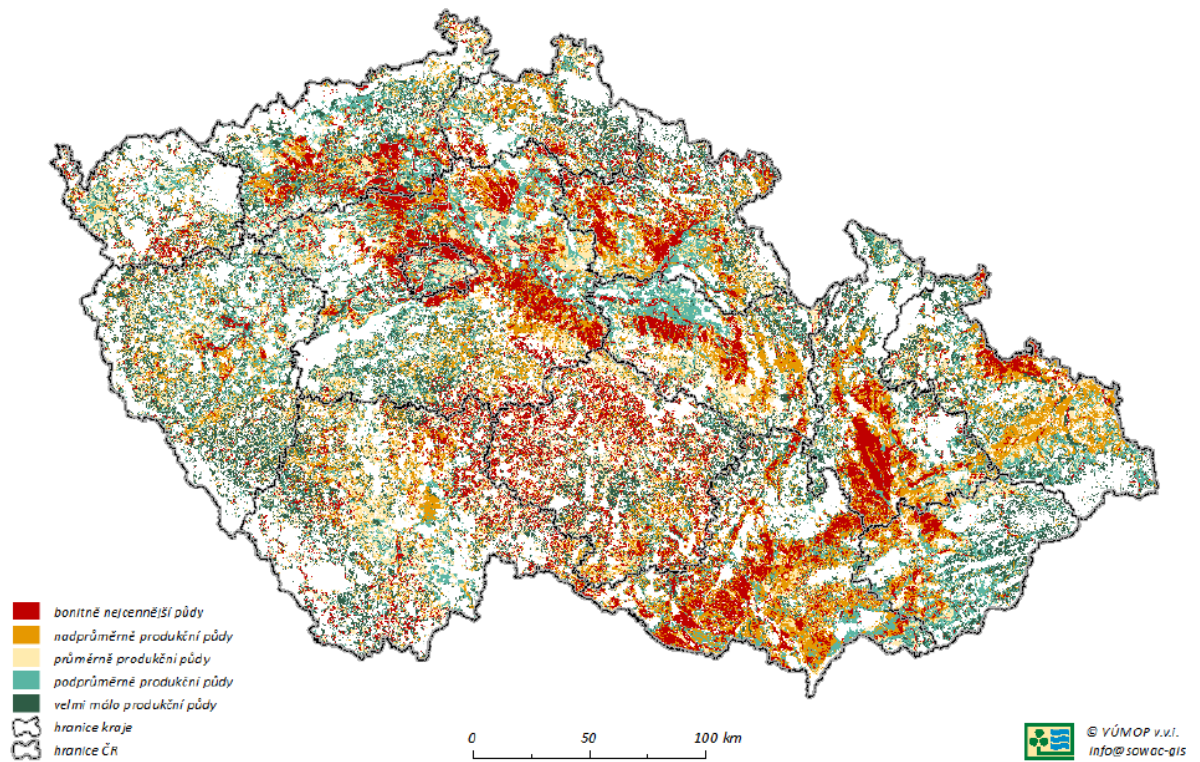 bonitně nejcennější půdy
nadprůměrně produkční půdy
průměrně produkční půdy
podprůměrně produkční půdy
velmi málo produkční půdy
hranice kraje
hranice ČR
0 50 100 km
© VÚMOP v.v.i.
info@sowac-gis